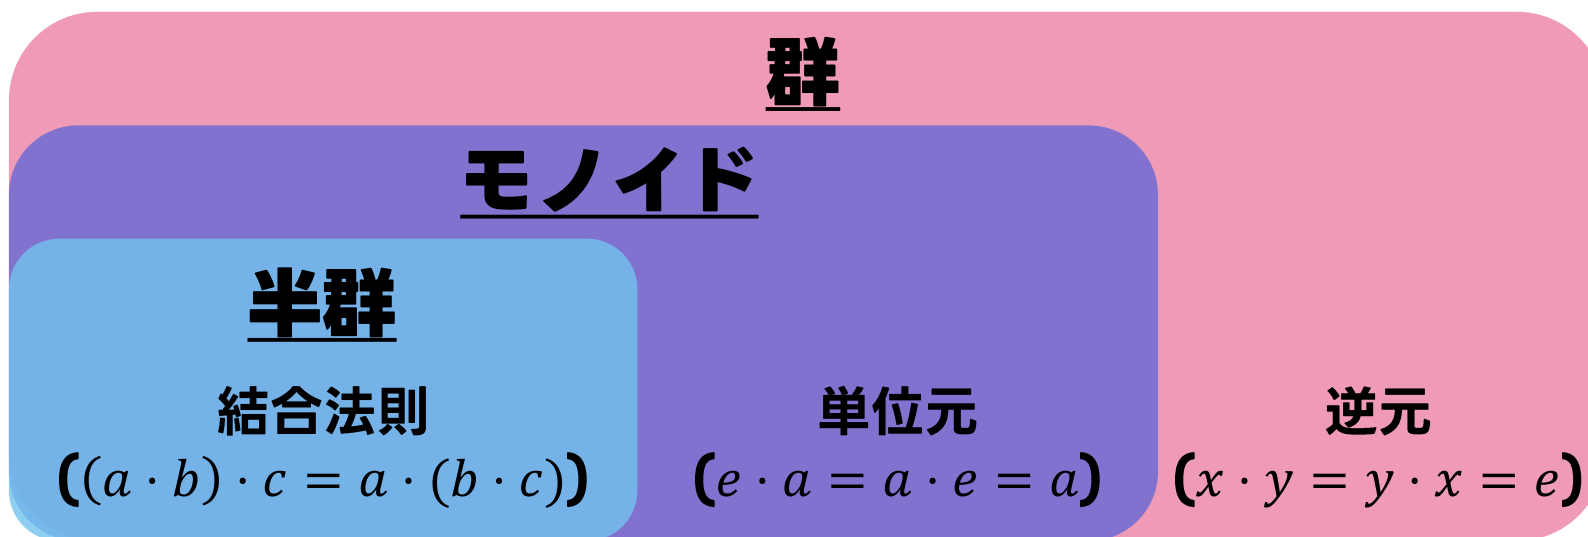 群
モノイド
半群
結合法則 単位元 逆元
((a · b) · c = a · (b · c)) (e · a = a · e = a) (x · y = y · x = e)